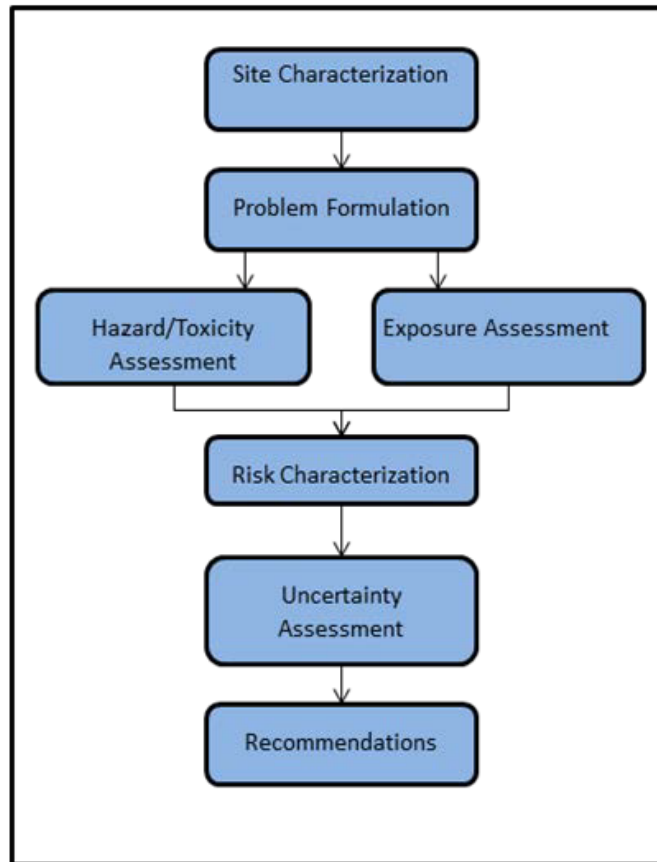 Site Characterization
Problem Formulation
Hazard/Toxicity
Assessment
Exposure Assessment
Risk Characterization
Uncertainty
Assessment
Recommendations